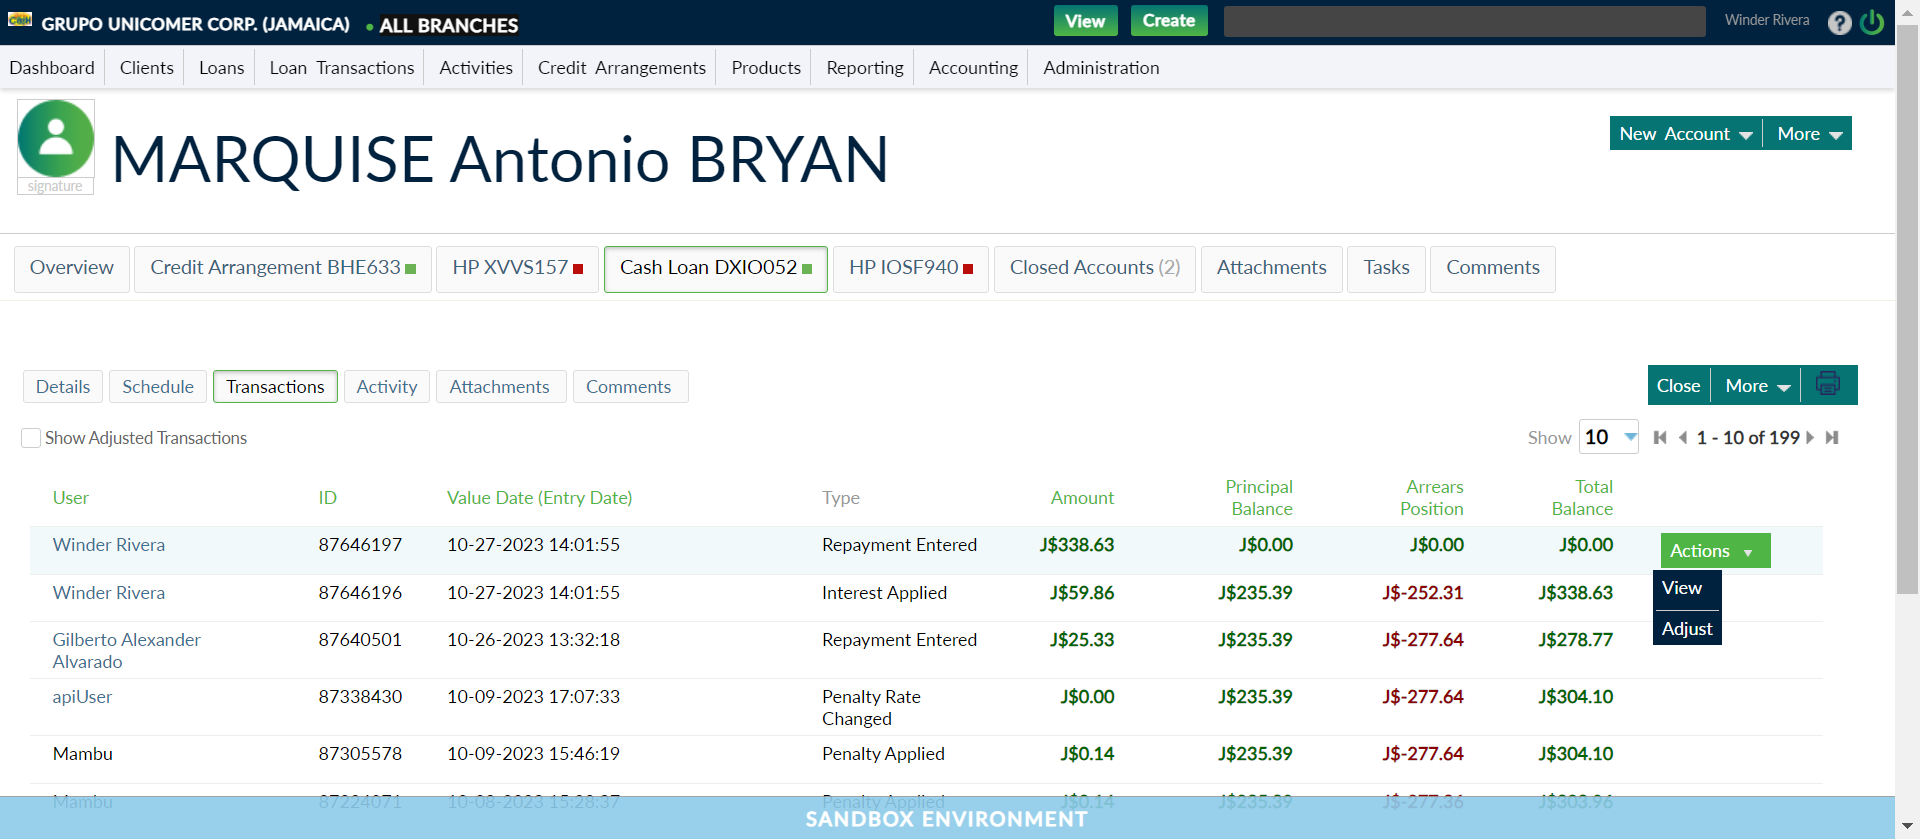 Cash GRUPO UNICOMER CORP. (JAMAICA) • ALL BRANCHES View Create Winder Rivera ?
Dashboard Clients Loans Loan Transactions Activities Credit Arrangements Products Reporting Accounting Administration
signature
MARQUISE Antonio BRYAN
New Account More
Overview Credit Arrangement BHE633 HP XVVS157 Cash Loan DXIO052 HP IOSF940 Closed Accounts (2) Attachments Tasks Comments
Details Schedule Transactions Activity Attachments Comments Close More
Show Adjusted Transactions Show 10 1 - 10 of 199
User ID Value Date (Entry Date) Type Amount Principal Balance Arrears Position Total Balance
Winder Rivera 87646197 10-27-2023 14:01:55 Repayment Entered J$338.63 J$0.00 J$0.00 J$0.00 Actions
View
Adjust
Winder Rivera 87646196 10-27-2023 14:01:55 Interest Applied J$59.86 J$235.39 J$-252.31 J$338.63
Gilberto Alexander Alvarado 87640501 10-26-2023 13:32:18 Repayment Entered J$25.33 J$235.39 J$-277.64 J$278.77
apiUser 87338430 10-09-2023 17:07:33 Penalty Rate Changed J$0.00 J$235.39 J$-277.64 J$304.10
Mambu 87305578 10-09-2023 15:46:19 Penalty Applied J$0.14 J$235.39 J$-277.64 J$304.10
Mambu 87224071 10-08-2023 15:28:37 Penalty Applied J$0.14 J$235.39 J$-277.36 J$303.96
SANDBOX ENVIRONMENT